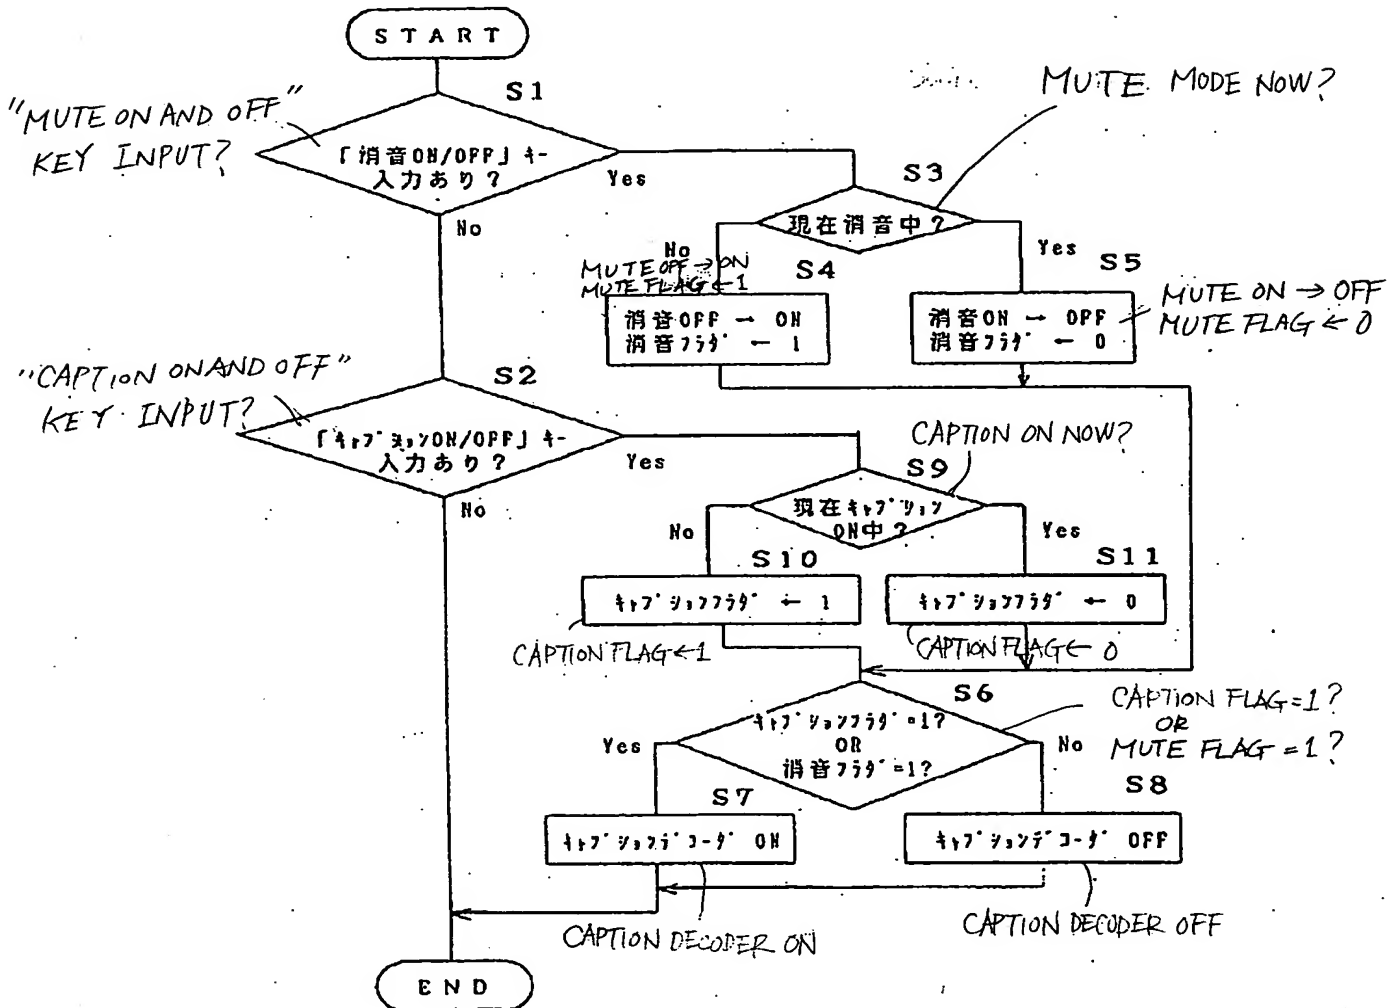 START
S1
"MUTE ON AND OFF"
KEY INPUT?
「消音ON/OFF」キー
入力あり?
Yes
No
MUTE MODE NOW?
S3
現在消音中?
No
Yes
MUTE OFF → ON
MUTE FLAG ← 1
S4
消音OFF → ON
消音フラグ ← 1
S5
消音ON → OFF
消音フラグ ← 0
MUTE ON → OFF
MUTE FLAG ← 0
"CAPTION ON AND OFF"
KEY INPUT?
S2
「キャプションON/OFF」キー
入力あり?
Yes
No
CAPTION ON NOW?
S9
現在キャプション
ON中?
No
Yes
S10
キャプションフラグ ← 1
CAPTION FLAG ← 1
S11
キャプションフラグ ← 0
CAPTION FLAG ← 0
S6
キャプションフラグ=1?
OR
消音フラグ=1?
Yes
No
CAPTION FLAG=1?
OR
MUTE FLAG=1?
S7
キャプションデコーダ ON
CAPTION DECODER ON
S8
キャプションデコーダ OFF
CAPTION DECODER OFF
END